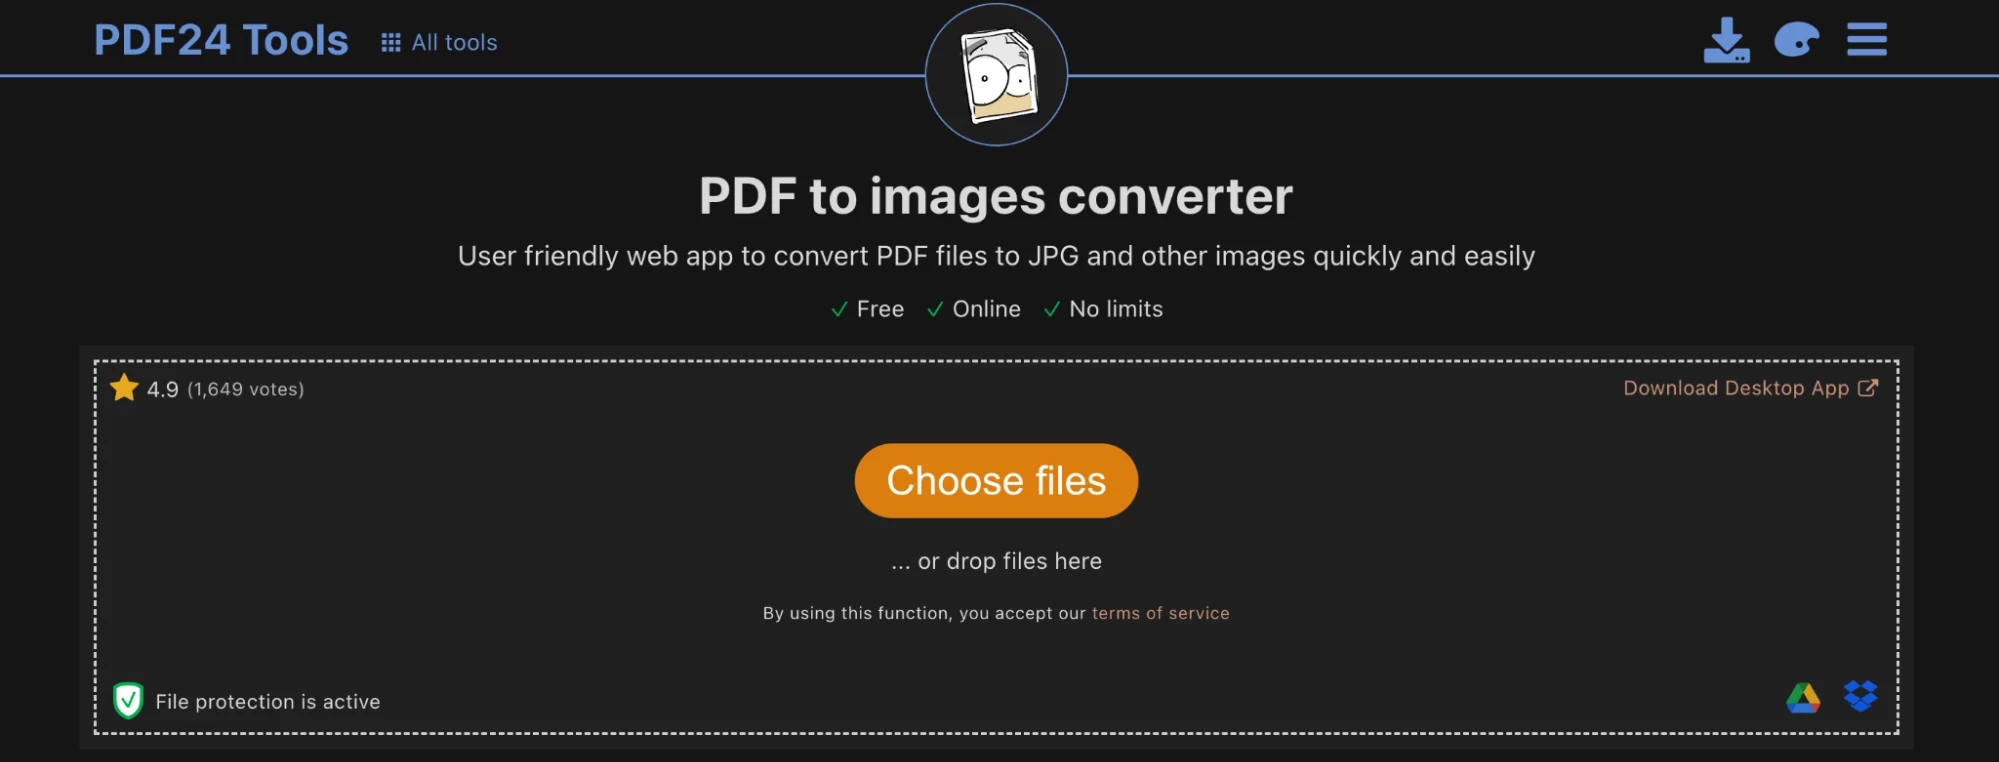 PDF24 Tools
All tools
PDF to images converter
User friendly web app to convert PDF files to JPG and other images quickly and easily
Free Online No limits
4.9 (1,649 votes)
Download Desktop App
Choose files
... or drop files here
By using this function, you accept our terms of service
File protection is active